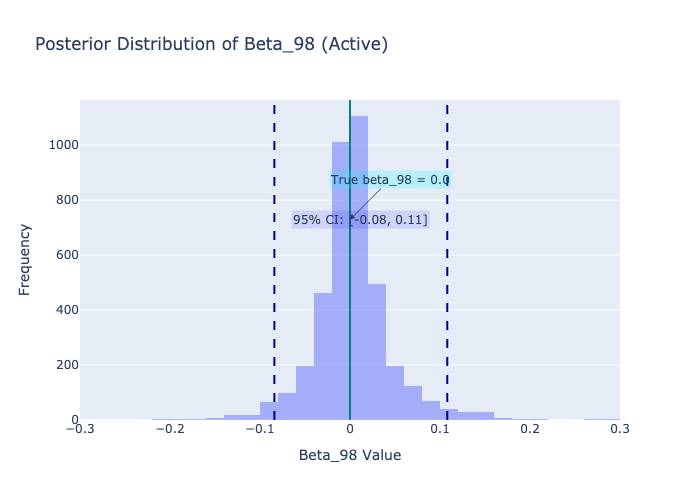 Posterior Distribution of Beta_98 (Active)
1000
800
600
400
200
0
Frequency
True beta_98 = 0.0
95% CI: [-0.08, 0.11]
−0.3
−0.2
−0.1
0
0.1
0.2
0.3
Beta_98 Value